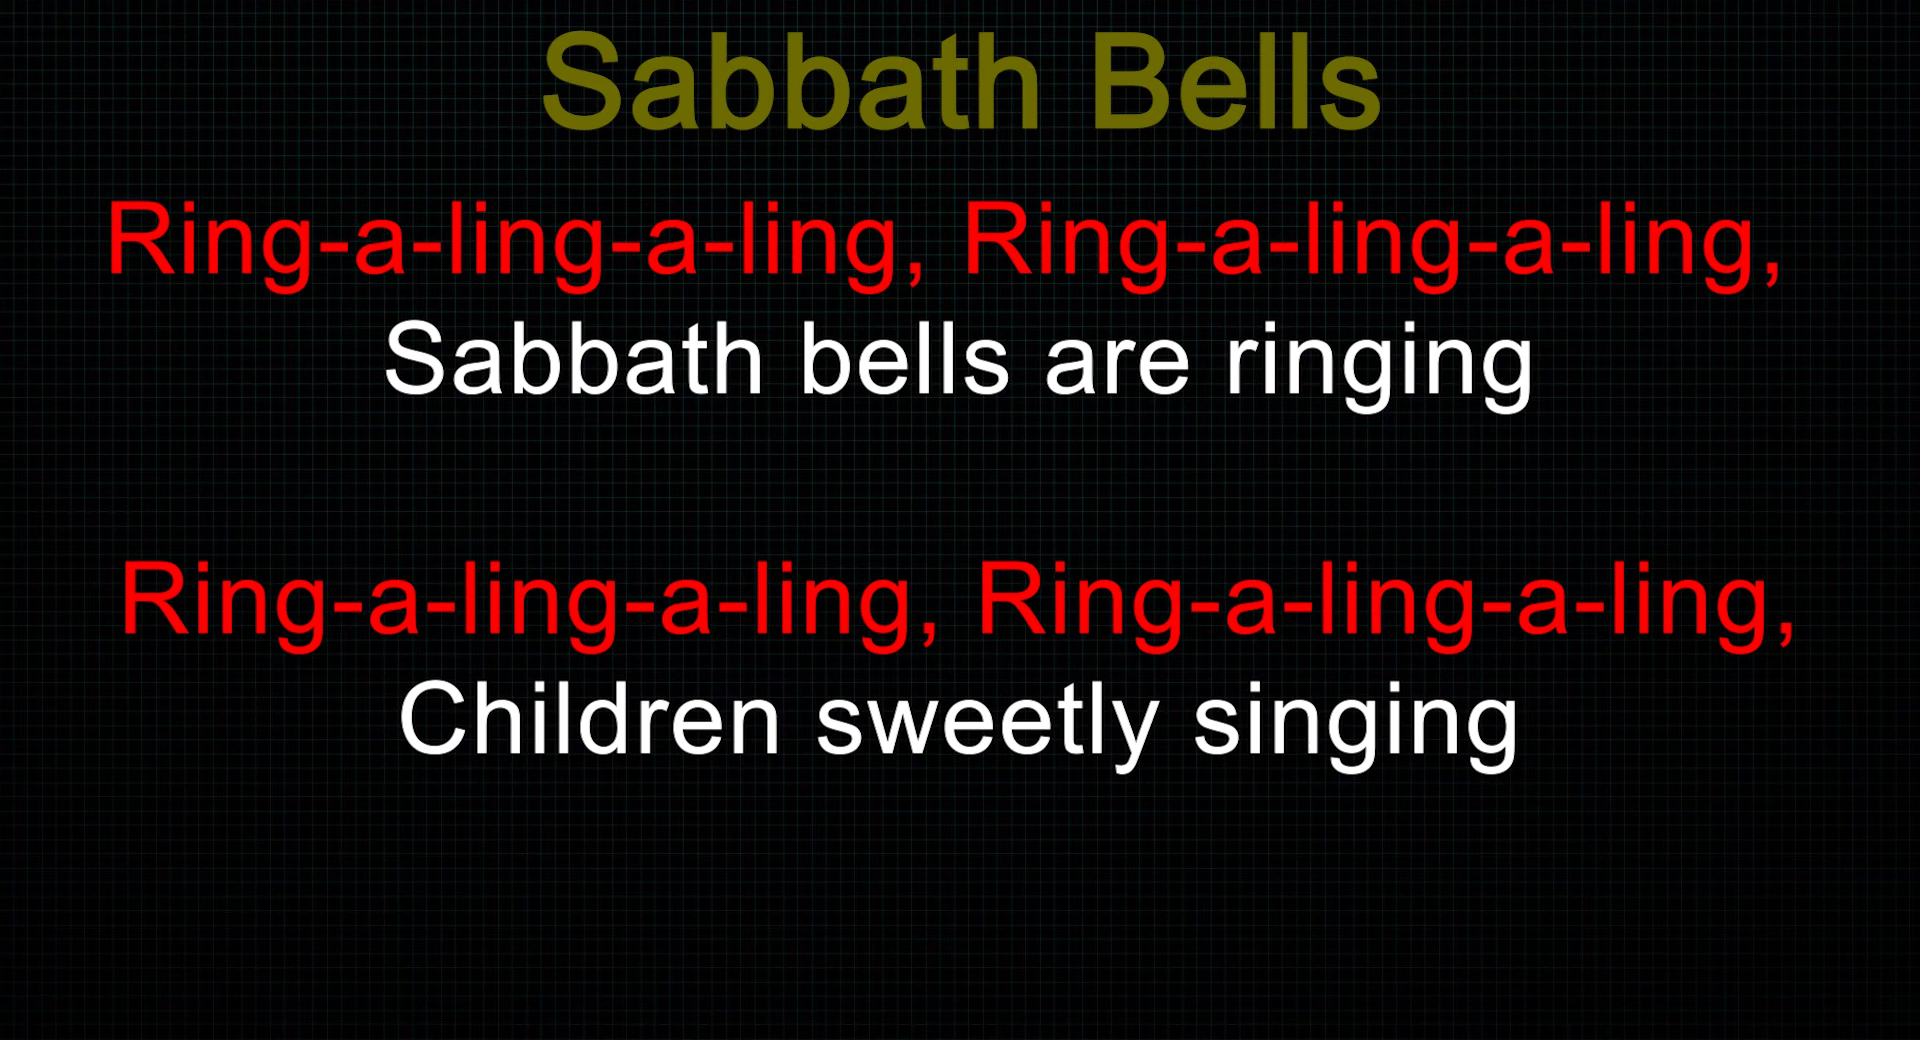 Sabbath Bells
Ring-a-ling-a-ling, Ring-a-ling-a-ling,
Sabbath bells are ringing
Ring-a-ling-a-ling, Ring-a-ling-a-ling,
Children sweetly singing